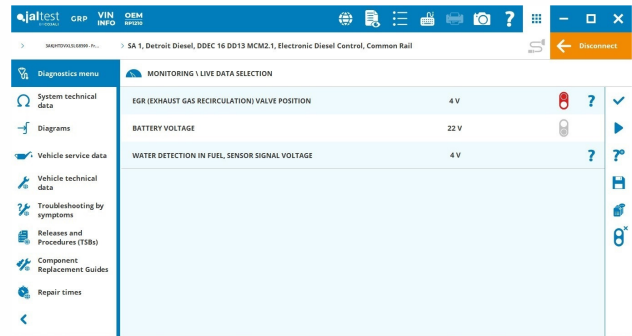 jaltest
GRP
VIN
INFO
OEM
RP1210
> SA 1, Detroit Diesel, DDEC 16 DD13 MCM2.1, Electronic Diesel Control, Common Rail
Disconnect
Diagnostics menu
MONITORING \ LIVE DATA SELECTION
System technical
data
Diagrams
Vehicle service data
Vehicle technical
data
Troubleshooting by
symptoms
Releases and
Procedures (TSBs)
Component
Replacement Guides
Repair times
EGR (EXHAUST GAS RECIRCULATION) VALVE POSITION 4 V ?
BATTERY VOLTAGE 22 V
WATER DETECTION IN FUEL, SENSOR SIGNAL VOLTAGE 4 V ?